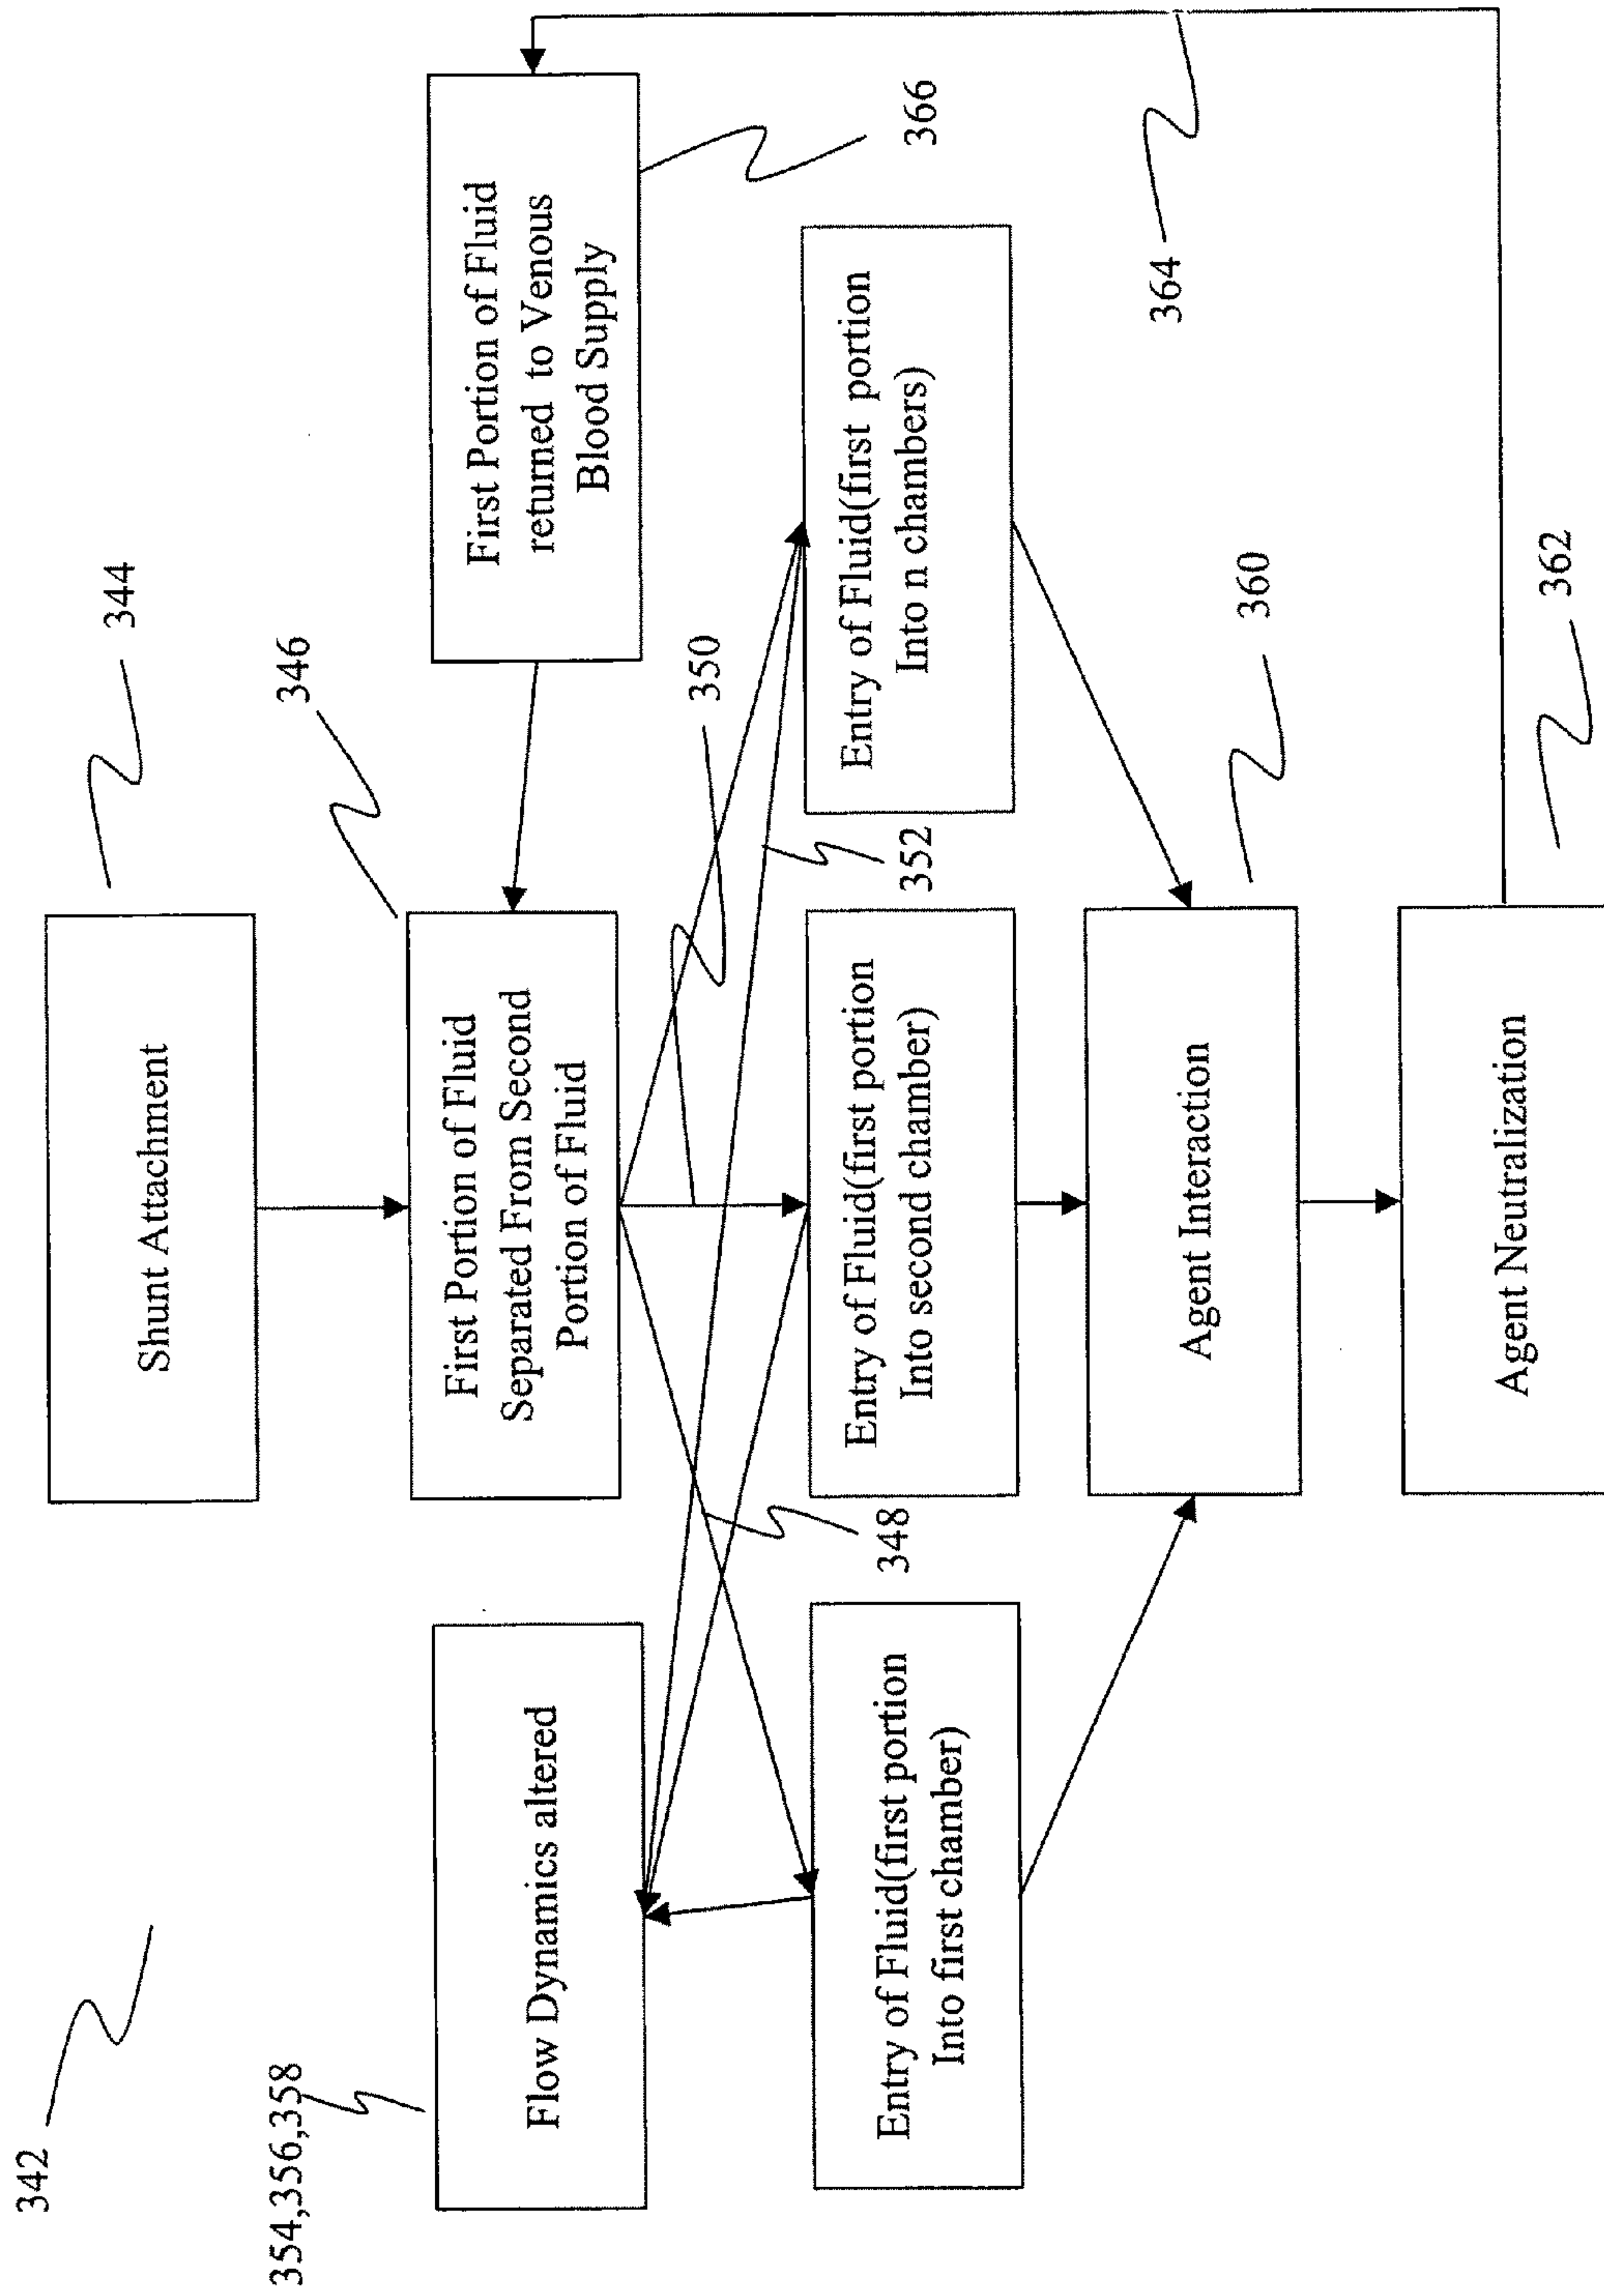 342
344
Shunt Attachment
354,356,358
Flow Dynamics altered
346
First Portion of Fluid
Separated From Second
Portion of Fluid
First Portion of Fluid
returned to Venous
Blood Supply
366
350
348
352
Entry of Fluid(first portion
Into first chamber)
Entry of Fluid(first portion
Into second chamber)
Entry of Fluid(first portion
Into n chambers)
364
360
Agent Interaction
362
Agent Neutralization